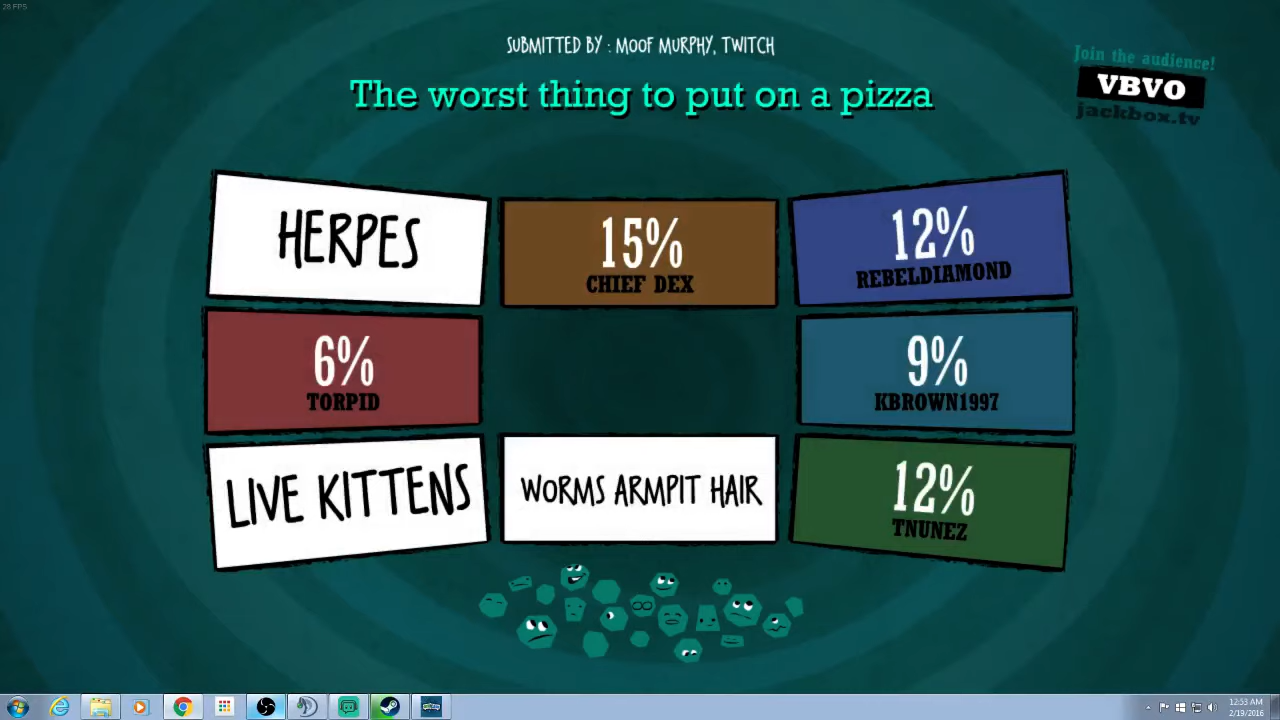 28 FPS
SUBMITTED BY : MOOF MURPHY, TWITCH
The worst thing to put on a pizza
Join the audience!
VBVO
jackbox.tv
HERPES
15%
CHIEF DEX
12%
REBELDIAMOND
6%
TORPID
9%
KBROWN1997
LIVE KITTENS
WORMS ARMPIT HAIR
12%
TNUNEZ
12:53 AM
2/19/2016